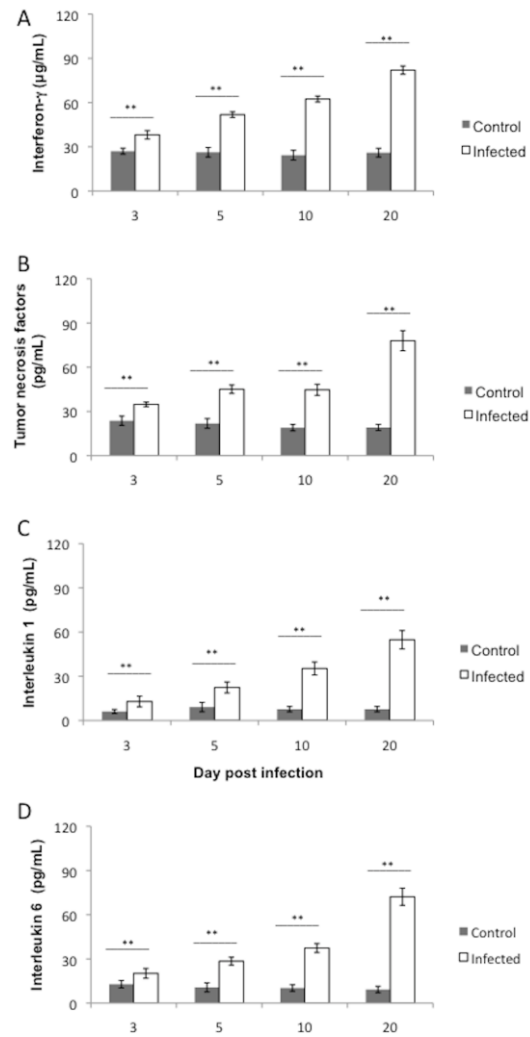 A
Interferon-γ (µg/mL)
120
90
60
30
0
**
**
**
**
3 5 10 20
Control
Infected
B
Tumor necrosis factors
(pg/mL)
120
90
60
30
0
**
**
**
**
3 5 10 20
Control
Infected
C
Interleukin 1 (pg/mL)
120
90
60
30
0
**
**
**
**
3 5 10 20
Day post infection
Control
Infected
D
Interleukin 6
(pg/mL)
120
90
60
30
0
**
**
**
**
3 5 10 20
Control
Infected